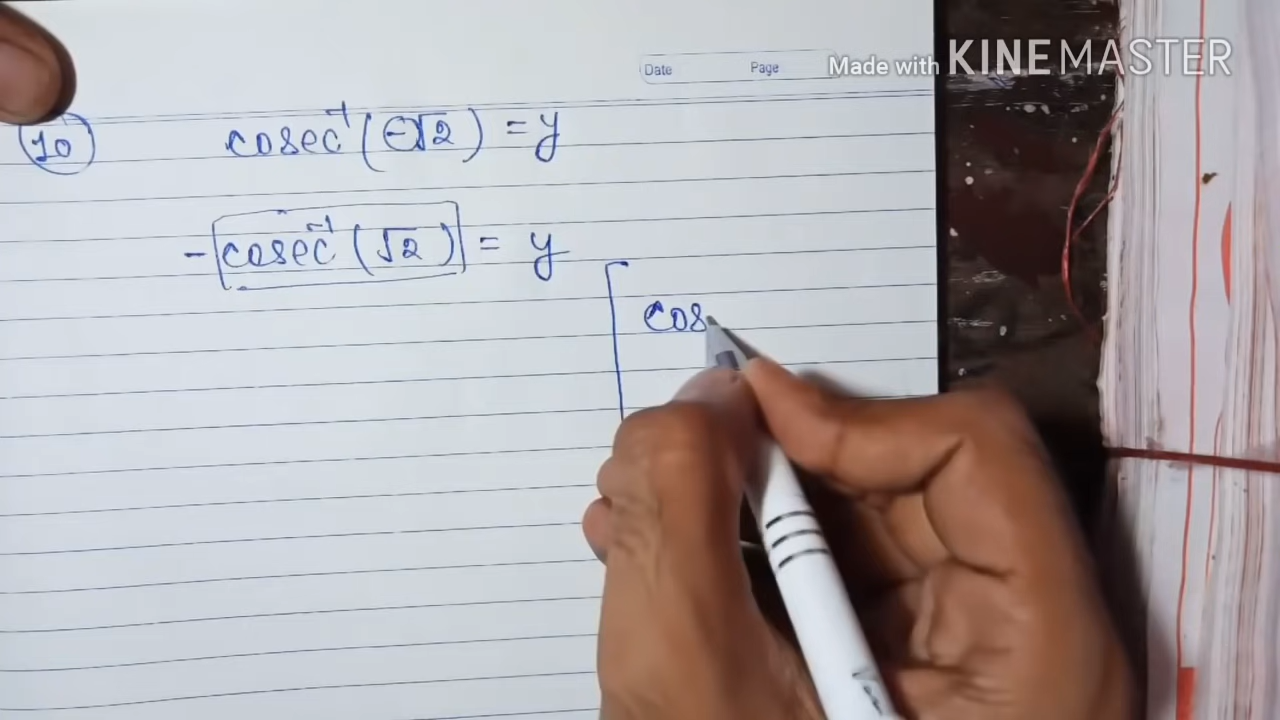 Made with KINEMASTER
Date Page
10 cosec⁻¹(-√2) = y
-cosec⁻¹(√2) = y
cos